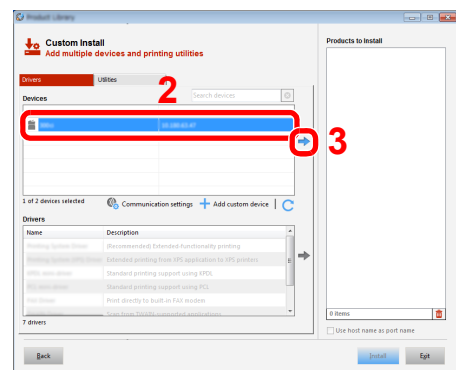 Product Library
Custom Install
Add multiple devices and printing utilities
Products to Install
Drivers
Utilities
2
Devices
Search devices
3
1 of 2 devices selected
Communication settings
Add custom device
Drivers
Name
Description
(Recommended) Extended-functionality printing
Extended printing from XPS application to XPS printers
Standard printing support using KPDL
Standard printing support using PCL
Print directly to built-in FAX modem
7 drivers
0 items
Use host name as port name
Back
Install
Exit